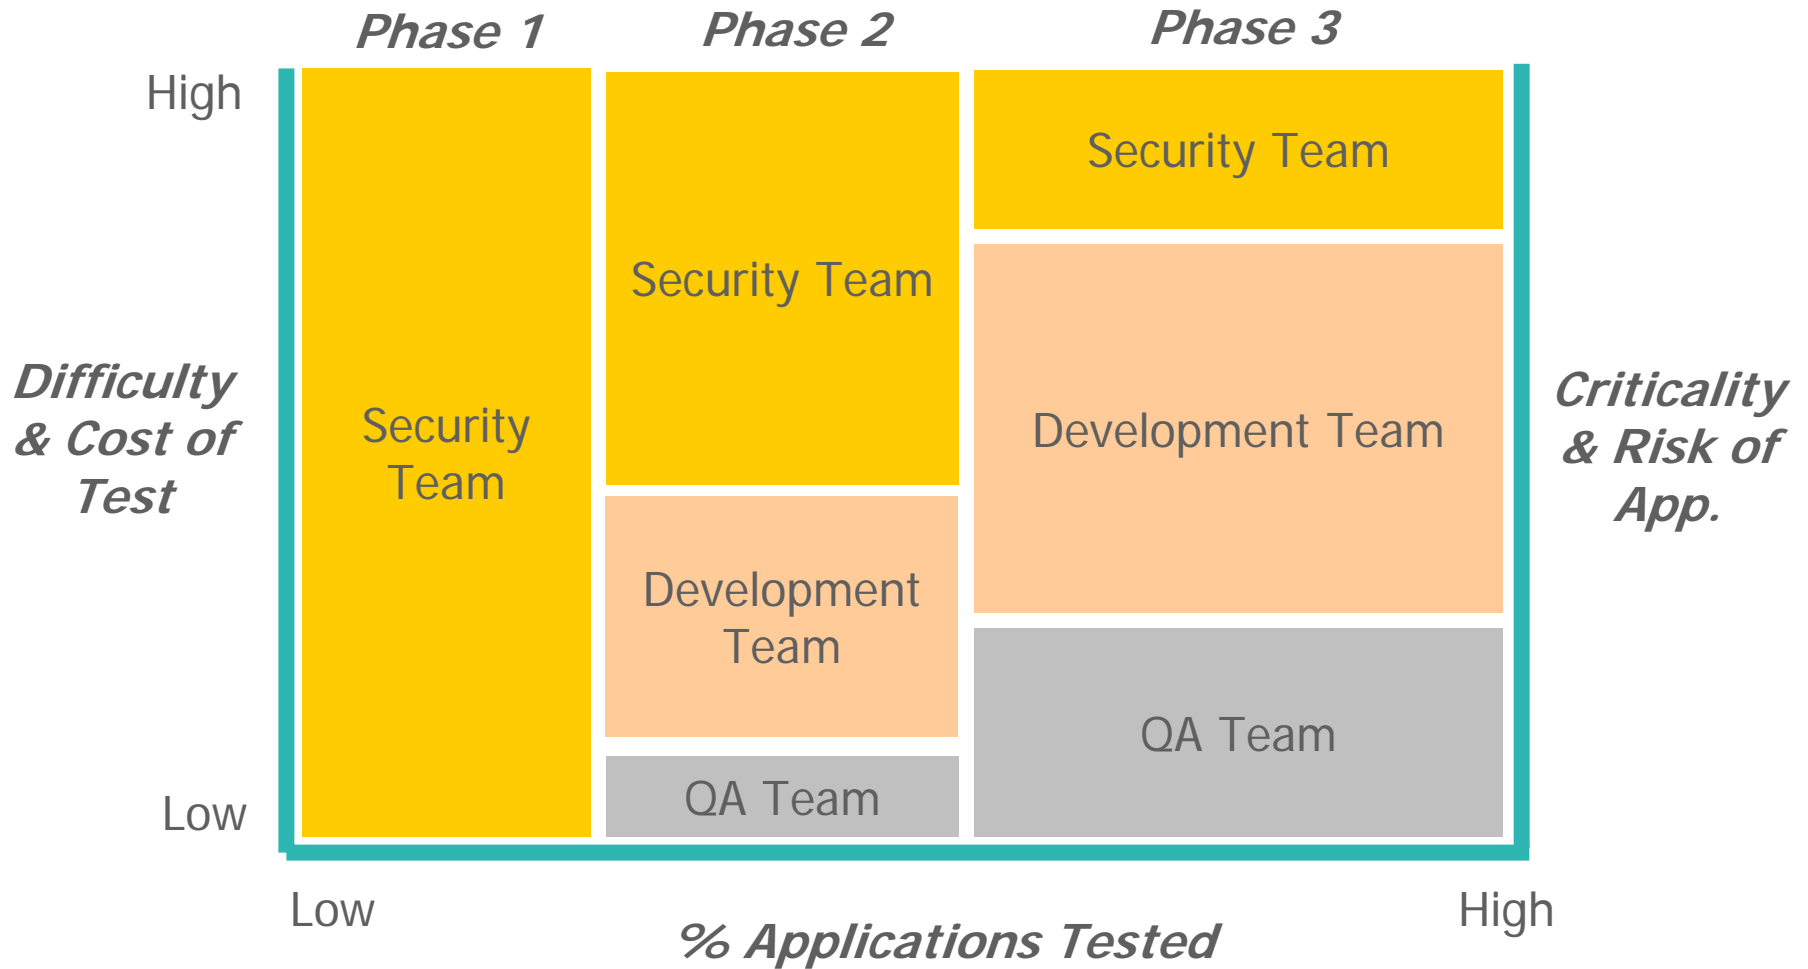 Phase 1
Phase 2
Phase 3
High
Security Team
Security Team
Difficulty
& Cost of
Test
Security
Team
Development Team
Criticality
& Risk of
App.
Development
Team
QA Team
QA Team
Low
Low
High
% Applications Tested